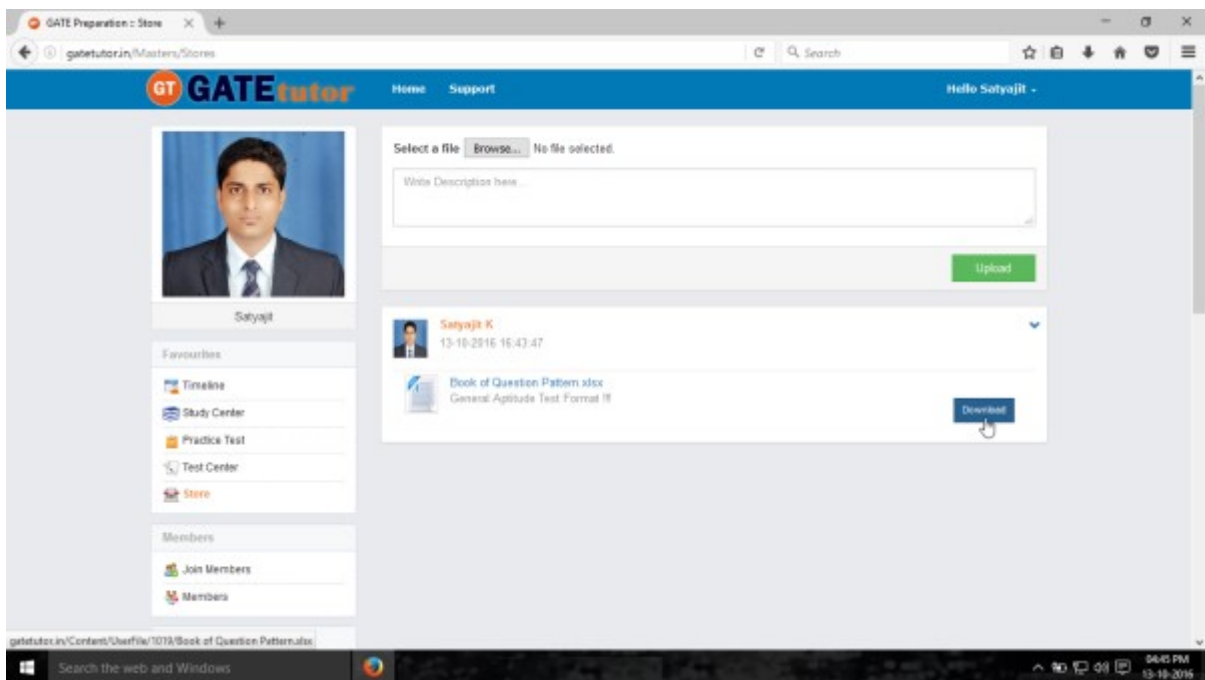 GATE Preparation :: Store
gatetutor.in/Masters/Stores
Search
GT GATEtutor
Home Support
Hello Satyajit
Select a file Browse... No file selected.
Write Description here...
Upload
Satyajit
Satyajit K
13-10-2016 16:43:47
Book of Question Pattern.xlsx
General Aptitude Test Format !!!
Download
Favourites
Timeline
Study Center
Practice Test
Test Center
Store
Members
Join Members
Members
gatetutor.in/Content/Userfile/1019/Book of Question Pattern.xlsx
Search the web and Windows
04:45 PM
13-10-2016